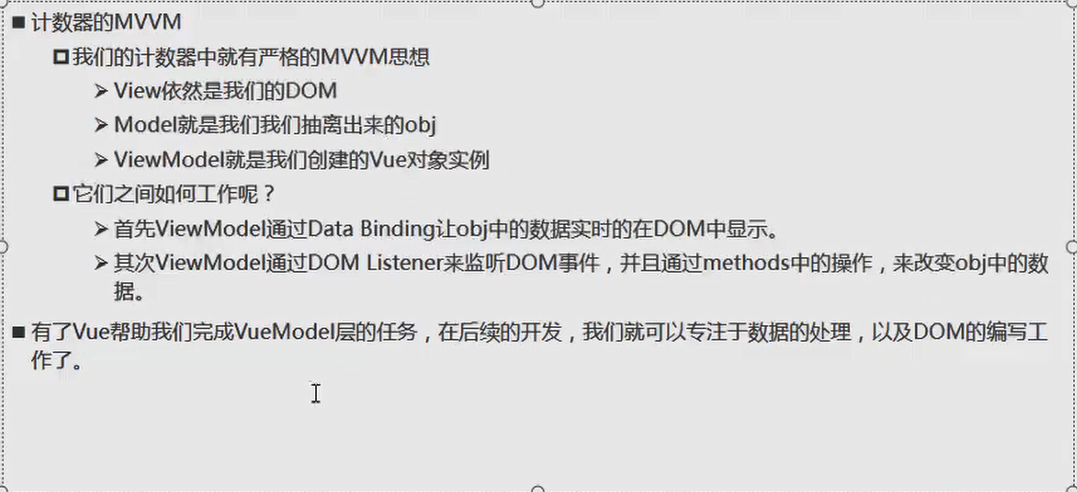 计数器的MVVM
我们的计数器中就有严格的MVVM思想
View依然是我们的DOM
Model就是我们我们抽离出来的obj
ViewModel就是我们创建的Vue对象实例
它们之间如何工作呢？
首先ViewModel通过Data Binding让obj中的数据实时的在DOM中显示。
其次ViewModel通过DOM Listener来监听DOM事件，并且通过methods中的操作，来改变obj中的数
据。
有了Vue帮助我们完成VueModel层的任务，在后续的开发，我们就可以专注于数据的处理，以及DOM的编写工
作了。